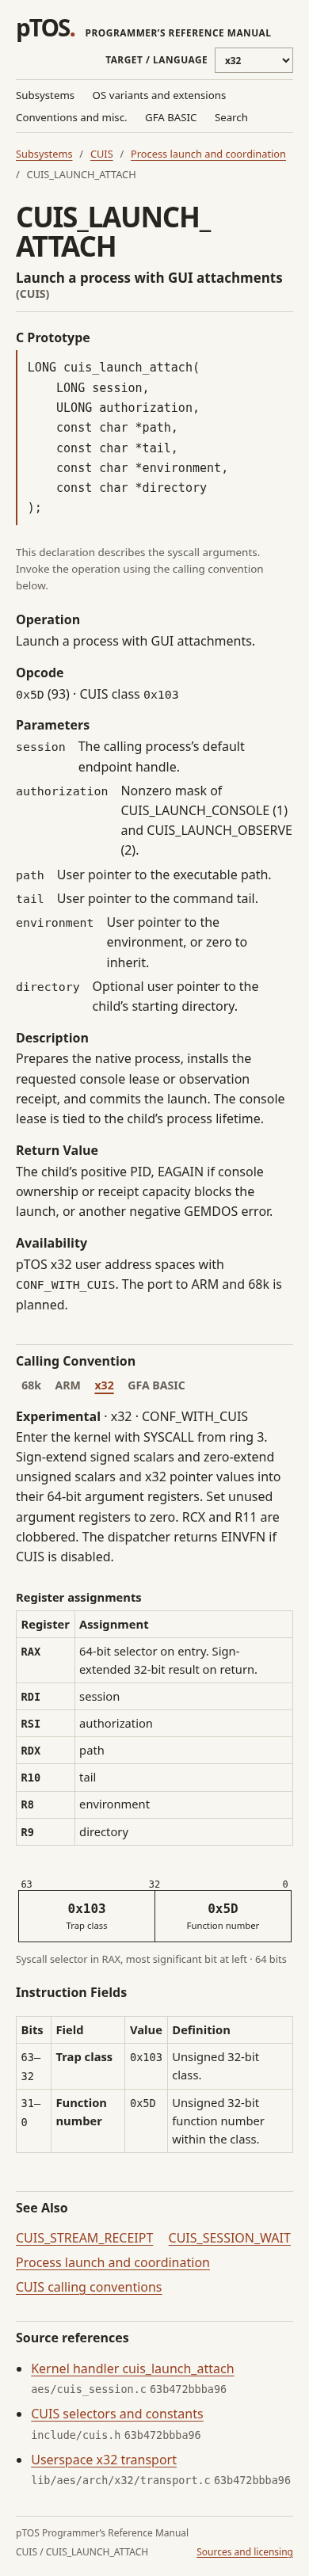 pTOS. PROGRAMMER’S REFERENCE MANUAL
TARGET / LANGUAGE x32
Subsystems OS variants and extensions
Conventions and misc. GFA BASIC Search
Subsystems / CUIS / Process launch and coordination
/ CUIS_LAUNCH_ATTACH
CUIS_LAUNCH_
ATTACH
Launch a process with GUI attachments
(CUIS)
C Prototype
LONG cuis_launch_attach(
    LONG session,
    ULONG authorization,
    const char *path,
    const char *tail,
    const char *environment,
    const char *directory
);
This declaration describes the syscall arguments.
Invoke the operation using the calling convention
below.
Operation
Launch a process with GUI attachments.
Opcode
0x5D (93) · CUIS class 0x103
Parameters
session The calling process’s default
endpoint handle.
authorization Nonzero mask of
CUIS_LAUNCH_CONSOLE (1)
and CUIS_LAUNCH_OBSERVE
(2).
path User pointer to the executable path.
tail User pointer to the command tail.
environment User pointer to the
environment, or zero to
inherit.
directory Optional user pointer to the
child’s starting directory.
Description
Prepares the native process, installs the
requested console lease or observation
receipt, and commits the launch. The console
lease is tied to the child’s process lifetime.
Return Value
The child’s positive PID, EAGAIN if console
ownership or receipt capacity blocks the
launch, or another negative GEMDOS error.
Availability
pTOS x32 user address spaces with
CONF_WITH_CUIS. The port to ARM and 68k is
planned.
Calling Convention
68k ARM x32 GFA BASIC
Experimental · x32 · CONF_WITH_CUIS
Enter the kernel with SYSCALL from ring 3.
Sign-extend signed scalars and zero-extend
unsigned scalars and x32 pointer values into
their 64-bit argument registers. Set unused
argument registers to zero. RCX and R11 are
clobbered. The dispatcher returns EINVFN if
CUIS is disabled.
Register assignments
Register Assignment
RAX 64-bit selector on entry. Sign-
extended 32-bit result on return.
RDI session
RSI authorization
RDX path
R10 tail
R8 environment
R9 directory
63 32 0
0x103 0x5D
Trap class Function number
Syscall selector in RAX, most significant bit at left · 64 bits
Instruction Fields
Bits Field Value Definition
63– Trap class 0x103 Unsigned 32-bit
32 class.
31– Function 0x5D Unsigned 32-bit
0 number function number
within the class.
See Also
CUIS_STREAM_RECEIPT CUIS_SESSION_WAIT
Process launch and coordination
CUIS calling conventions
Source references
• Kernel handler cuis_launch_attach
aes/cuis_session.c 63b472bbba96
• CUIS selectors and constants
include/cuis.h 63b472bbba96
• Userspace x32 transport
lib/aes/arch/x32/transport.c 63b472bbba96
pTOS Programmer’s Reference Manual
CUIS / CUIS_LAUNCH_ATTACH Sources and licensing